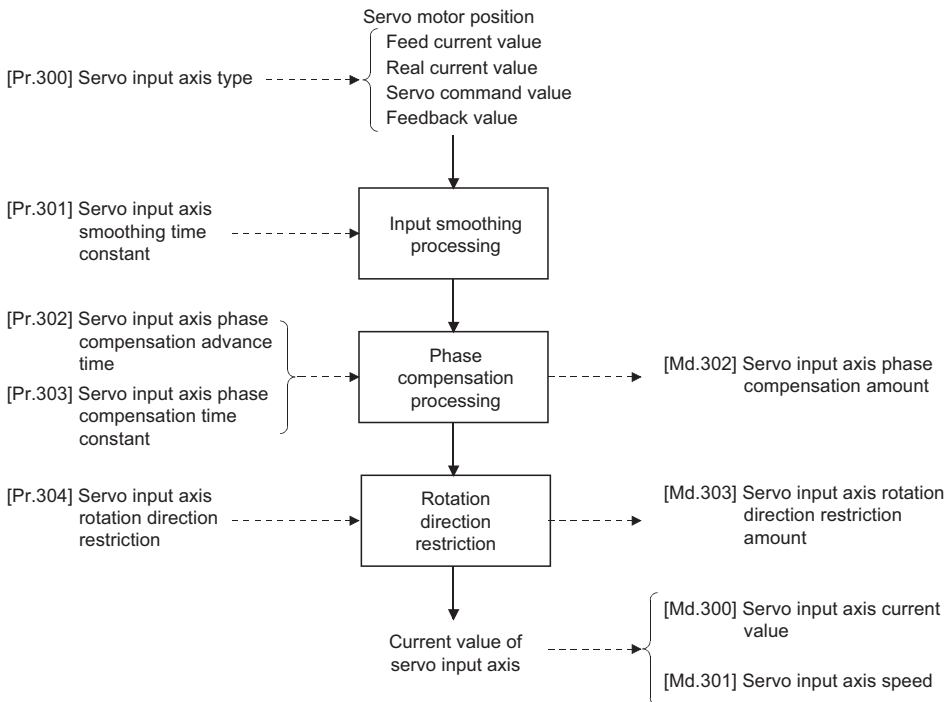 Servo motor position
Feed current value
Real current value
Servo command value
Feedback value
[Pr.300] Servo input axis type
[Pr.301] Servo input axis
smoothing time
constant
Input smoothing
processing
[Pr.302] Servo input axis phase
compensation advance
time
[Pr.303] Servo input axis phase
compensation time
constant
Phase
compensation
processing
[Md.302] Servo input axis phase
compensation amount
[Pr.304] Servo input axis
rotation direction
restriction
Rotation
direction
restriction
[Md.303] Servo input axis rotation
direction restriction
amount
Current value of
servo input axis
[Md.300] Servo input axis current
value
[Md.301] Servo input axis speed